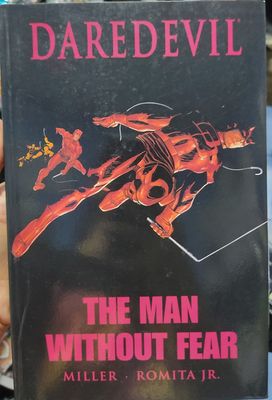 DAREDEVIL
THE MAN
WITHOUT FEAR
MILLER · ROMITA JR.